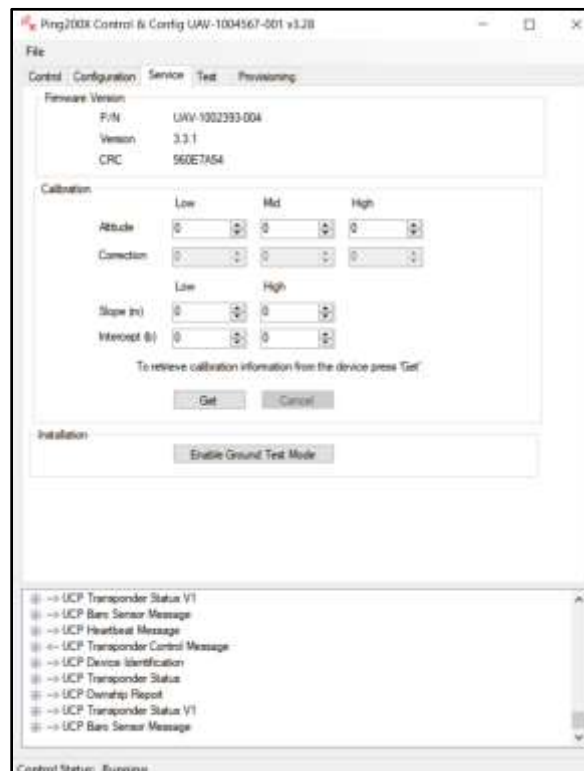 Ping200X Control & Config UAV-1004567-001 v3.28
File
Control Configuration Service Test Provisioning
Firmware Version
P/N UAV-1002393-004
Version 3.3.1
CRC 960E7A54
Calibration
Low Mid High
Altitude 0 0 0
Correction 0 0 0
Low High
Slope (m) 0 0
Intercept (b) 0 0
To retrieve calibration information from the device press 'Get'
Get Cancel
Installation
Enable Ground Test Mode
--> UCP Transponder Status V1
--> UCP Baro Sensor Message
--> UCP Heartbeat Message
<-- UCP Transponder Control Message
--> UCP Device Identification
--> UCP Transponder Status
--> UCP Ownship Report
--> UCP Transponder Status V1
--> UCP Baro Sensor Message
Control Status: Running